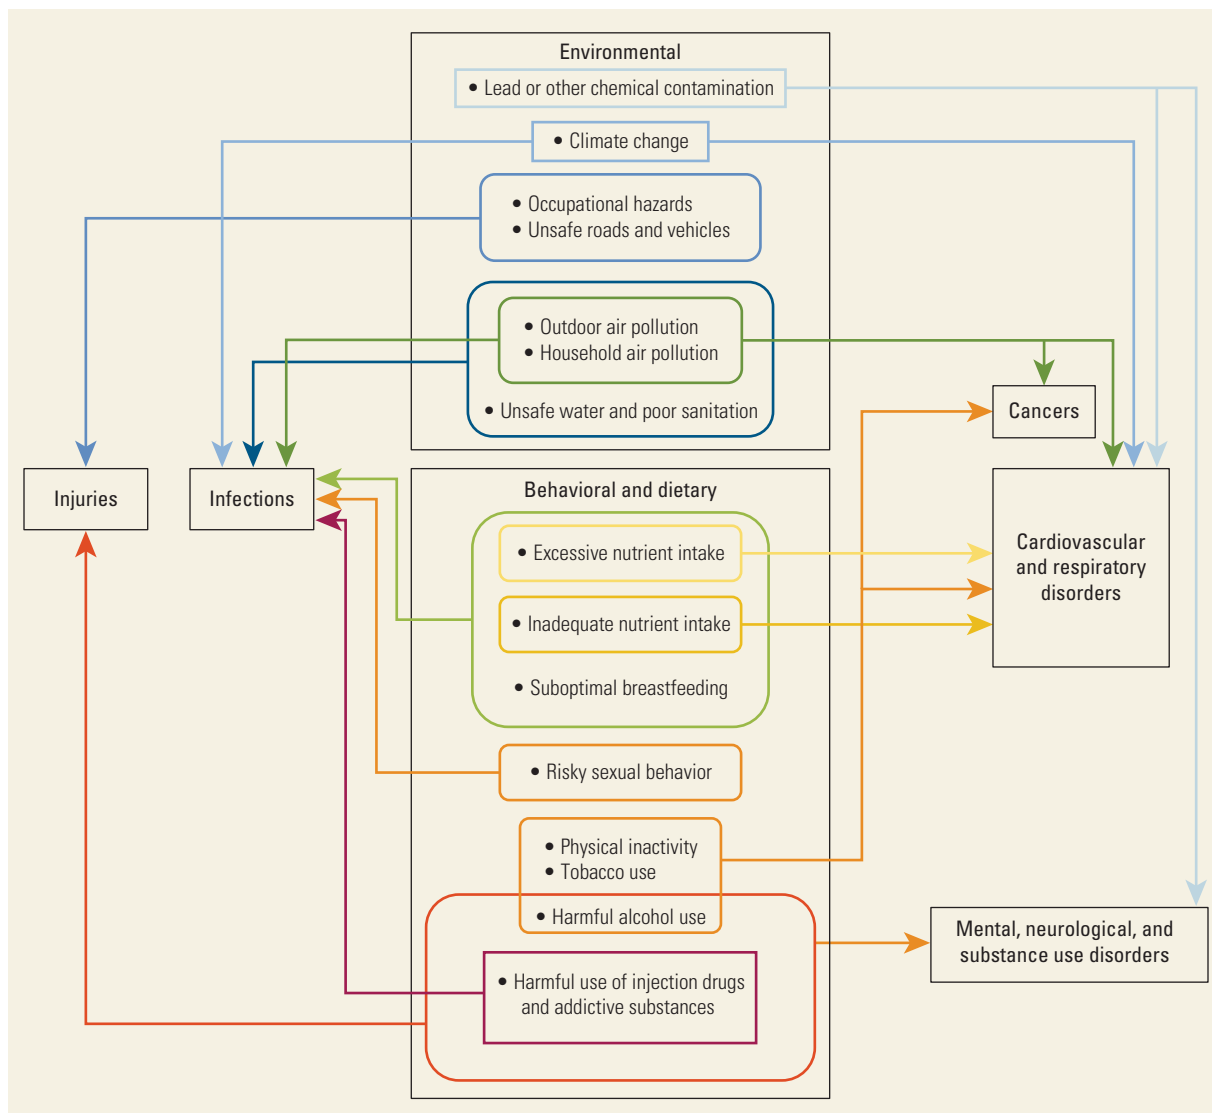 Environmental
• Lead or other chemical contamination
• Climate change
• Occupational hazards
• Unsafe roads and vehicles
• Outdoor air pollution
• Household air pollution
• Unsafe water and poor sanitation
Cancers
Injuries
Infections
Behavioral and dietary
• Excessive nutrient intake
• Inadequate nutrient intake
• Suboptimal breastfeeding
Cardiovascular
and respiratory
disorders
• Risky sexual behavior
• Physical inactivity
• Tobacco use
• Harmful alcohol use
• Harmful use of injection drugs
and addictive substances
Mental, neurological, and
substance use disorders